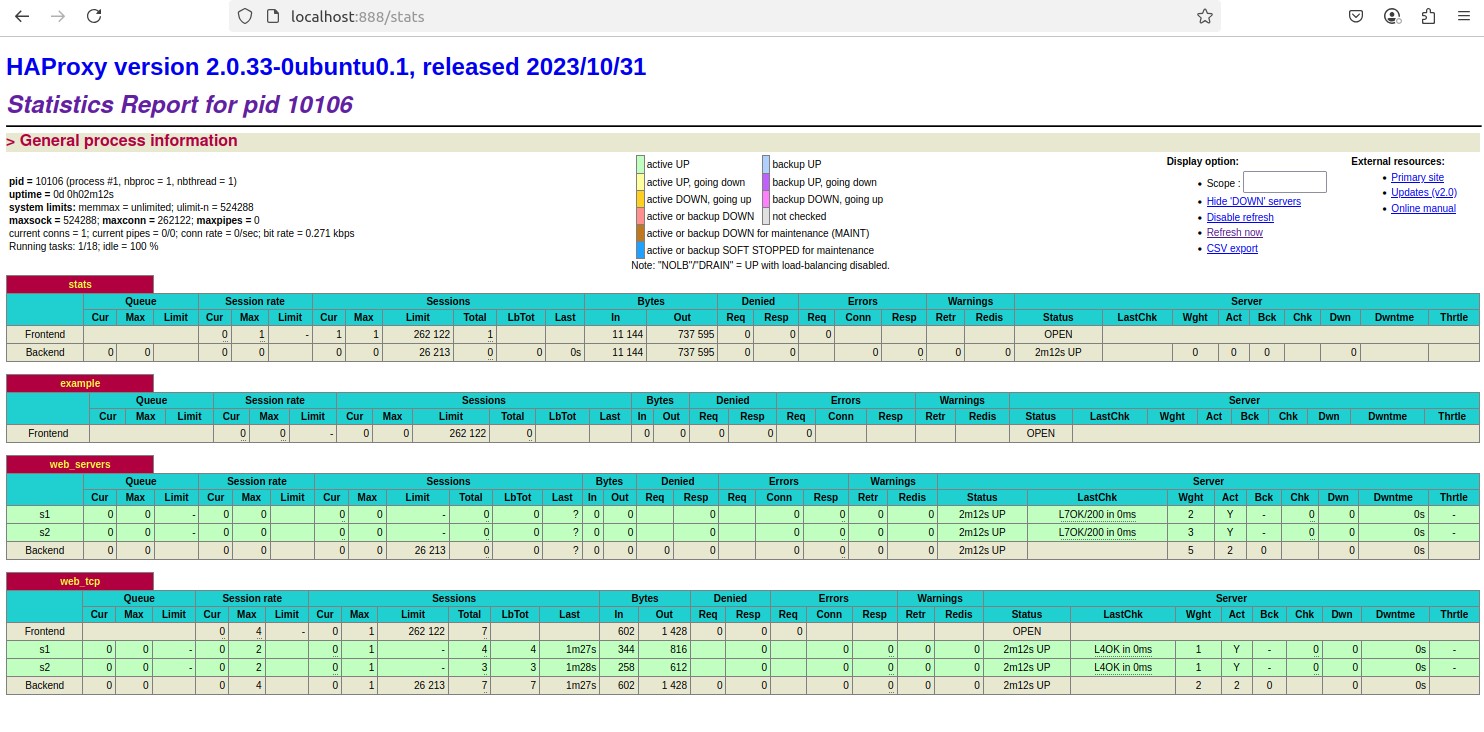 localhost:888/stats
HAProxy version 2.0.33-0ubuntu0.1, released 2023/10/31
Statistics Report for pid 10106
> General process information
pid = 10106 (process #1, nbproc = 1, nbthread = 1)
uptime = 0d 0h02m12s
system limits: memmax = unlimited; ulimit-n = 524288
maxsock = 524288; maxconn = 262122; maxpipes = 0
current conns = 1; current pipes = 0/0; conn rate = 0/sec; bit rate = 0.271 kbps
Running tasks: 1/18; idle = 100 %
active UP backup UP
active UP, going down backup UP, going down
active DOWN, going up backup DOWN, going up
active or backup DOWN not checked
active or backup DOWN for maintenance (MAINT)
active or backup SOFT STOPPED for maintenance
Note: "NOLB"/"DRAIN" = UP with load-balancing disabled.
Display option:
• Scope :
• Hide 'DOWN' servers
• Disable refresh
• Refresh now
• CSV export
External resources:
• Primary site
• Updates (v2.0)
• Online manual
stats
Queue Session rate Sessions Bytes Denied Errors Warnings Server
Cur Max Limit Cur Max Limit Cur Max Limit Total LbTot Last In Out Req Resp Req Conn Resp Retr Redis Status LastChk Wght Act Bck Chk Dwn Dwntme Thrtle
Frontend 0 1 - 1 1 262 122 1 11 144 737 595 0 0 0 OPEN
Backend 0 0 0 0 0 0 26 213 0 0 0s 11 144 737 595 0 0 0 0 0 0 2m12s UP 0 0 0 0
example
Queue Session rate Sessions Bytes Denied Errors Warnings Server
Cur Max Limit Cur Max Limit Cur Max Limit Total LbTot Last In Out Req Resp Req Conn Resp Retr Redis Status LastChk Wght Act Bck Chk Dwn Dwntme Thrtle
Frontend 0 0 - 0 0 262 122 0 0 0 0 0 0 OPEN
web_servers
Queue Session rate Sessions Bytes Denied Errors Warnings Server
Cur Max Limit Cur Max Limit Cur Max Limit Total LbTot Last In Out Req Resp Req Conn Resp Retr Redis Status LastChk Wght Act Bck Chk Dwn Dwntme Thrtle
s1 0 0 - 0 0 0 0 - 0 0 ? 0 0 0 0 0 0 0 2m12s UP L7OK/200 in 0ms 2 Y - 0 0 0s -
s2 0 0 - 0 0 0 0 - 0 0 ? 0 0 0 0 0 0 0 2m12s UP L7OK/200 in 0ms 3 Y - 0 0 0s -
Backend 0 0 0 0 0 0 26 213 0 0 ? 0 0 0 0 0 0 0 0 2m12s UP 5 2 0 0 0s
web_tcp
Queue Session rate Sessions Bytes Denied Errors Warnings Server
Cur Max Limit Cur Max Limit Cur Max Limit Total LbTot Last In Out Req Resp Req Conn Resp Retr Redis Status LastChk Wght Act Bck Chk Dwn Dwntme Thrtle
Frontend 0 4 - 0 1 262 122 7 602 1 428 0 0 0 OPEN
s1 0 0 - 0 2 0 1 - 4 4 1m27s 344 816 0 0 0 0 0 2m12s UP L4OK in 0ms 1 Y - 0 0 0s -
s2 0 0 - 0 2 0 1 - 3 3 1m28s 258 612 0 0 0 0 0 2m12s UP L4OK in 0ms 1 Y - 0 0 0s -
Backend 0 0 0 4 0 1 26 213 7 7 1m27s 602 1 428 0 0 0 0 0 0 2m12s UP 2 2 0 0 0s